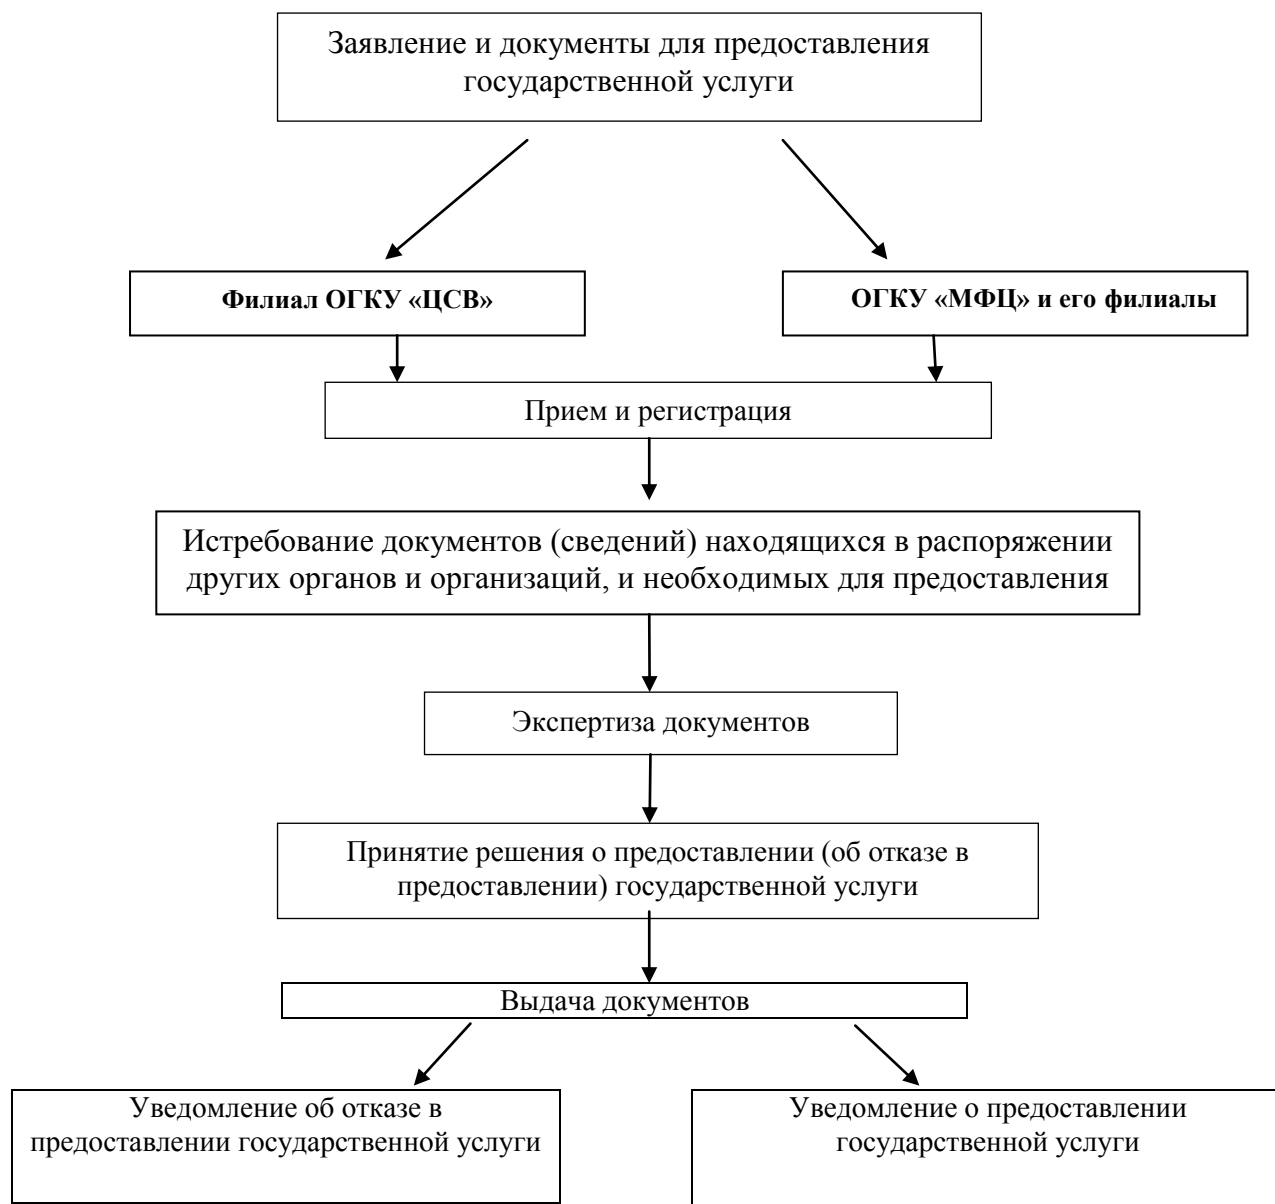 Заявление и документы для предоставления
государственной услуги
Филиал ОГКУ «ЦСВ»
ОГКУ «МФЦ» и его филиалы
Прием и регистрация
Истребование документов (сведений) находящихся в распоряжении
других органов и организаций, и необходимых для предоставления
Экспертиза документов
Принятие решения о предоставлении (об отказе в
предоставлении) государственной услуги
Выдача документов
Уведомление об отказе в
предоставлении государственной услуги
Уведомление о предоставлении
государственной услуги